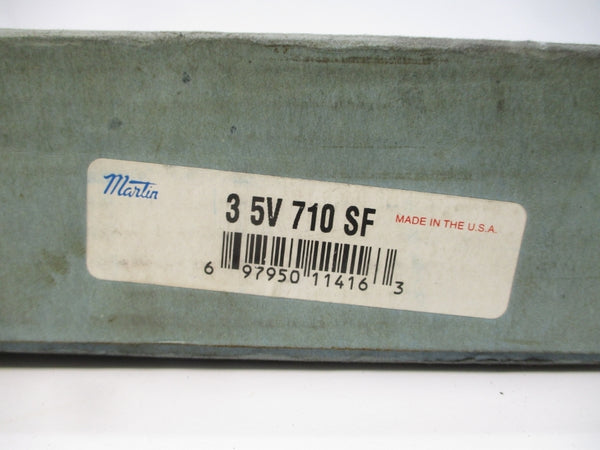 Martin
3 5V 710 SF
MADE IN THE U.S.A.
6 97950 11416 3